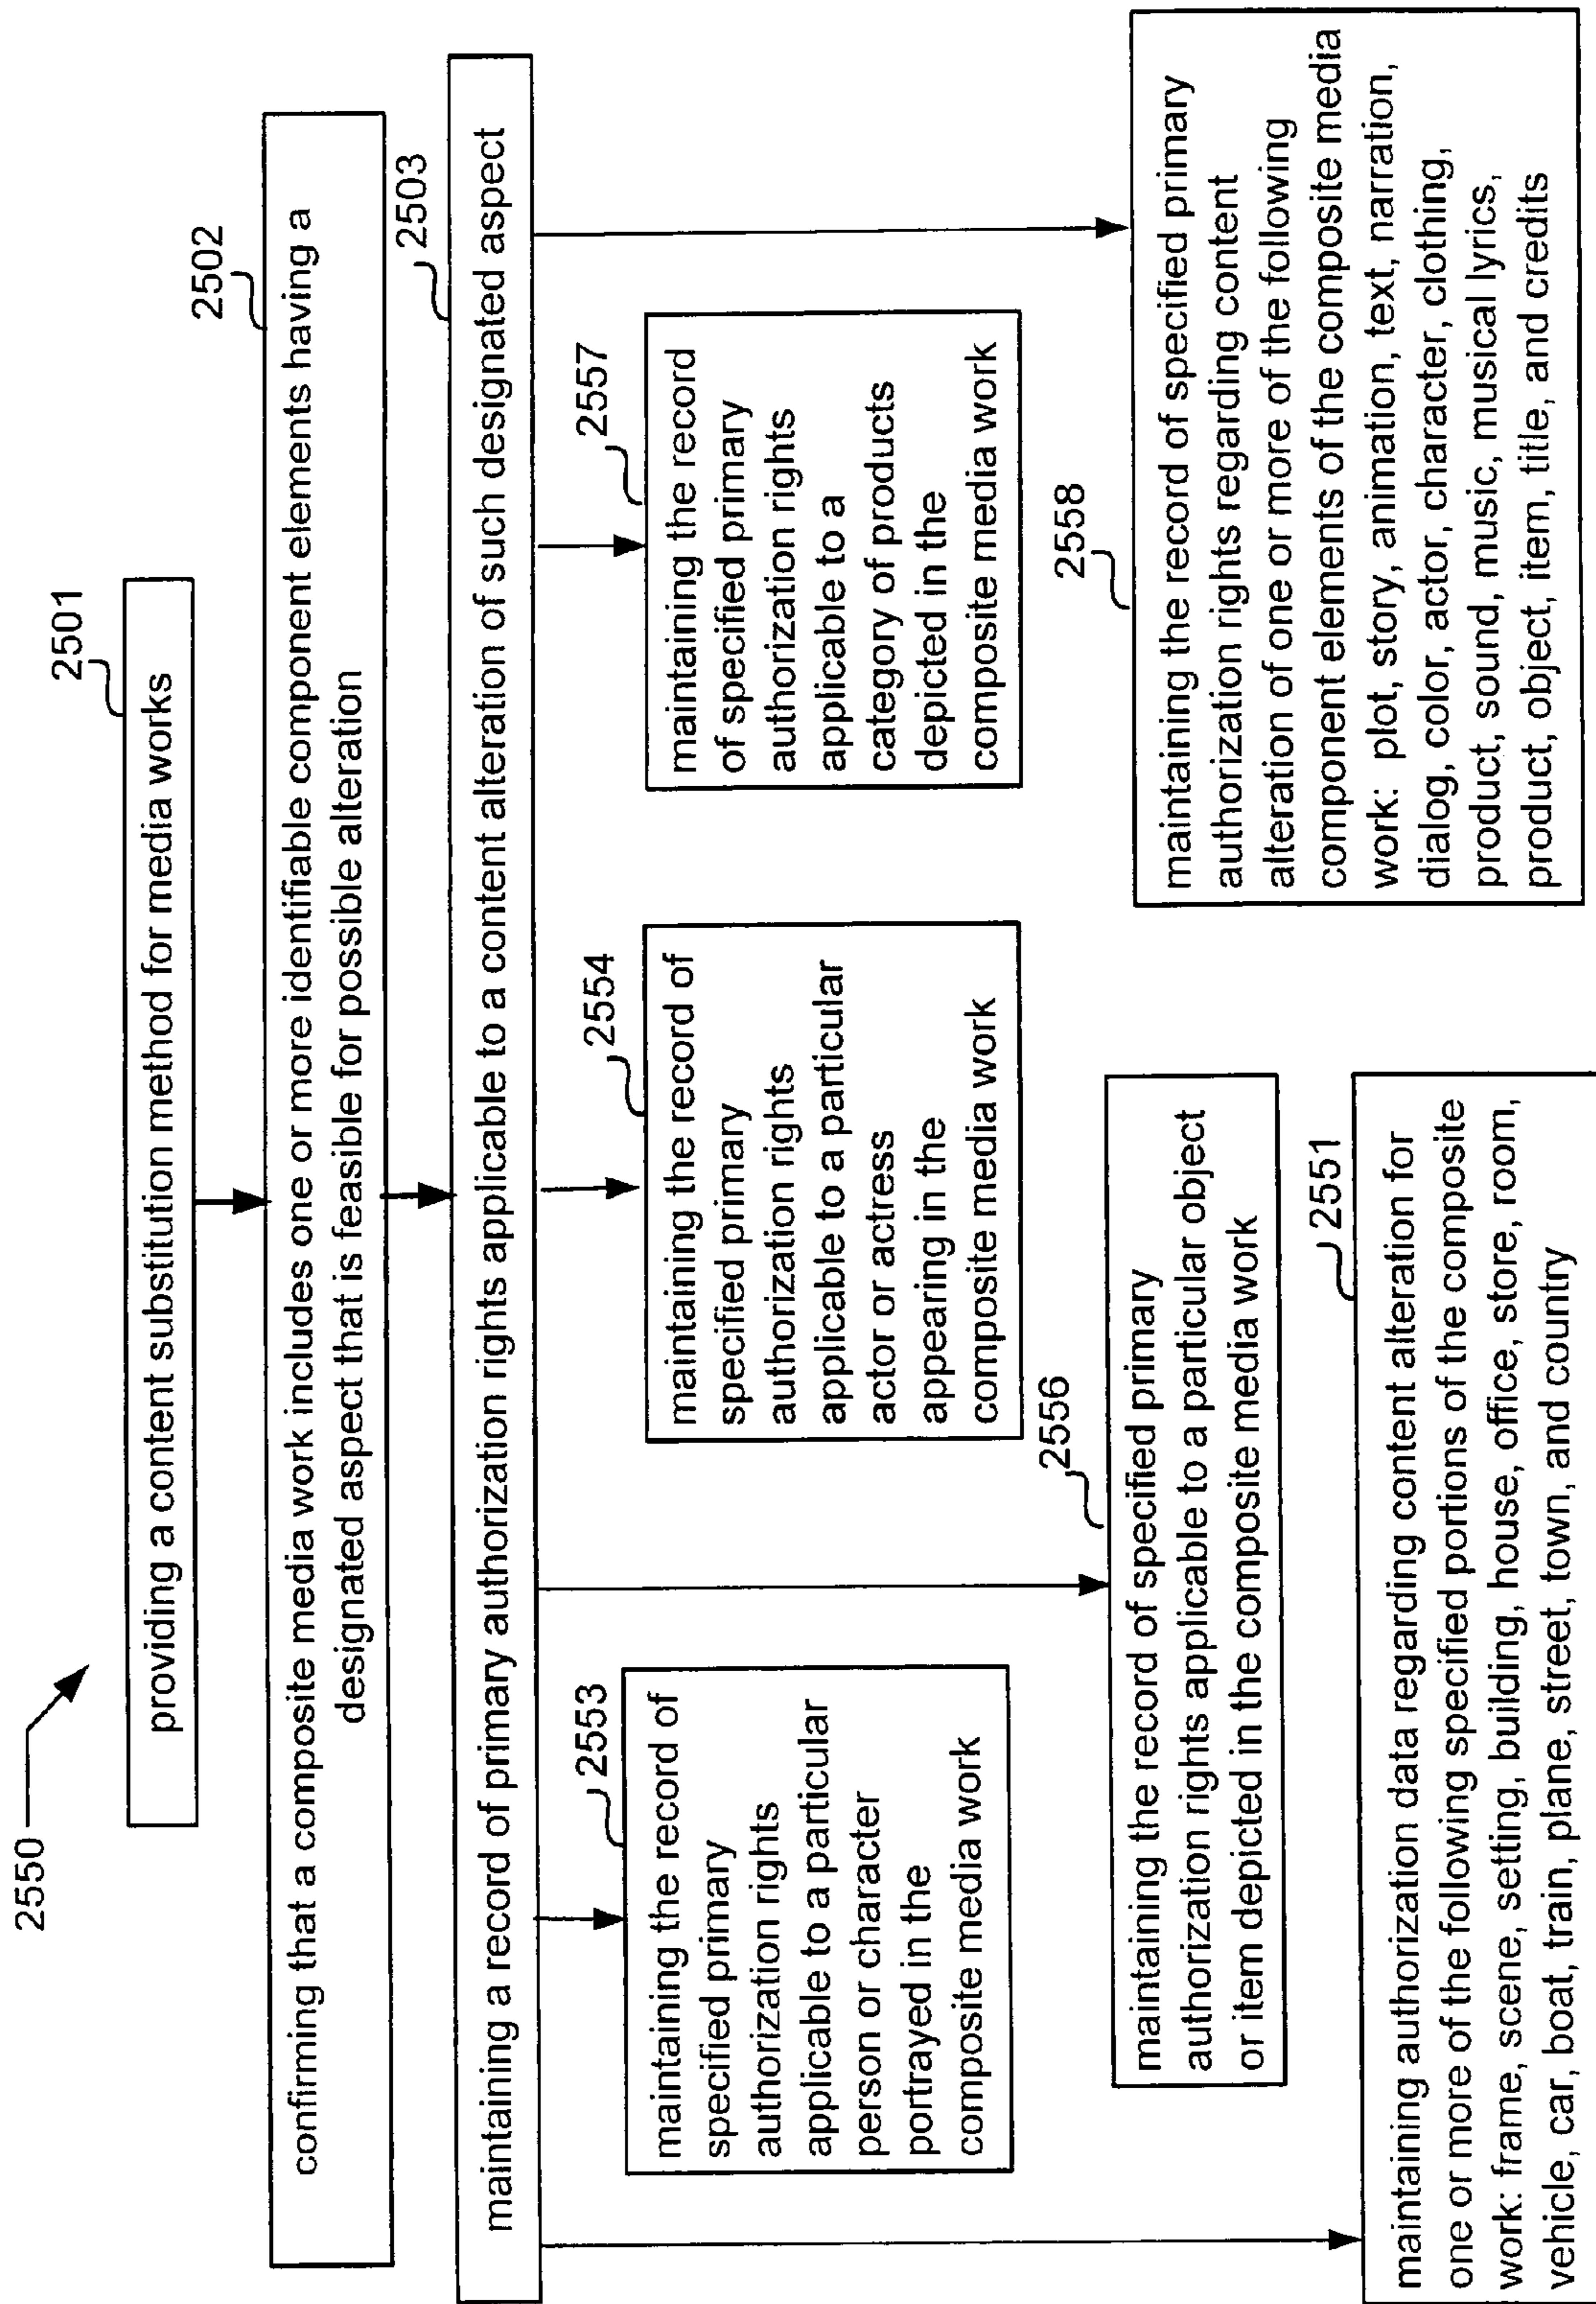 2550
2501
providing a content substitution method for media works
2502
confirming that a composite media work includes one or more identifiable component elements having a
designated aspect that is feasible for possible alteration
2503
maintaining a record of primary authorization rights applicable to a content alteration of such designated aspect
2553
maintaining the record of
specified primary
authorization rights
applicable to a particular
person or character
portrayed in the
composite media work
2554
maintaining the record of
specified primary
authorization rights
applicable to a particular
actor or actress
appearing in the
composite media work
2557
maintaining the record
of specified primary
authorization rights
applicable to a
category of products
depicted in the
composite media work
2556
maintaining the record of specified primary
authorization rights applicable to a particular object
or item depicted in the composite media work
2558
maintaining the record of specified primary
authorization rights regarding content
alteration of one or more of the following
component elements of the composite media
work: plot, story, animation, text, narration,
dialog, color, actor, character, clothing,
product, sound, music, musical lyrics,
product, object, item, title, and credits
2551
maintaining authorization data regarding content alteration for
one or more of the following specified portions of the composite
work: frame, scene, setting, building, house, office, store, room,
vehicle, car, boat, train, plane, street, town, and country